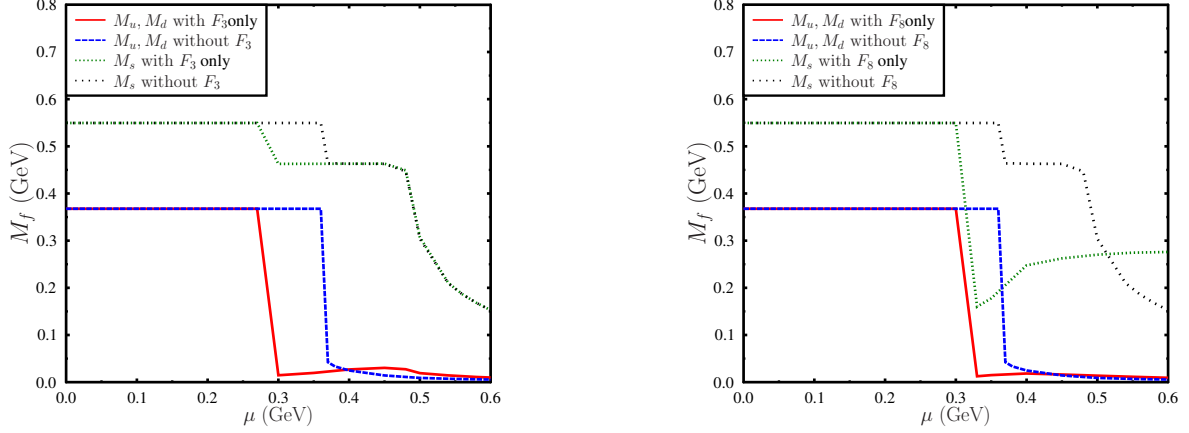 0.8
0.7
0.6
0.5
0.4
0.3
0.2
0.1
0.0
M_f (GeV)
M_u, M_d with F_3 only
M_u, M_d without F_3
M_s with F_3 only
M_s without F_3
0.0 0.1 0.2 0.3 0.4 0.5 0.6
μ (GeV)
0.8
0.7
0.6
0.5
0.4
0.3
0.2
0.1
0.0
M_f (GeV)
M_u, M_d with F_8 only
M_u, M_d without F_8
M_s with F_8 only
M_s without F_8
0.0 0.1 0.2 0.3 0.4 0.5 0.6
μ (GeV)